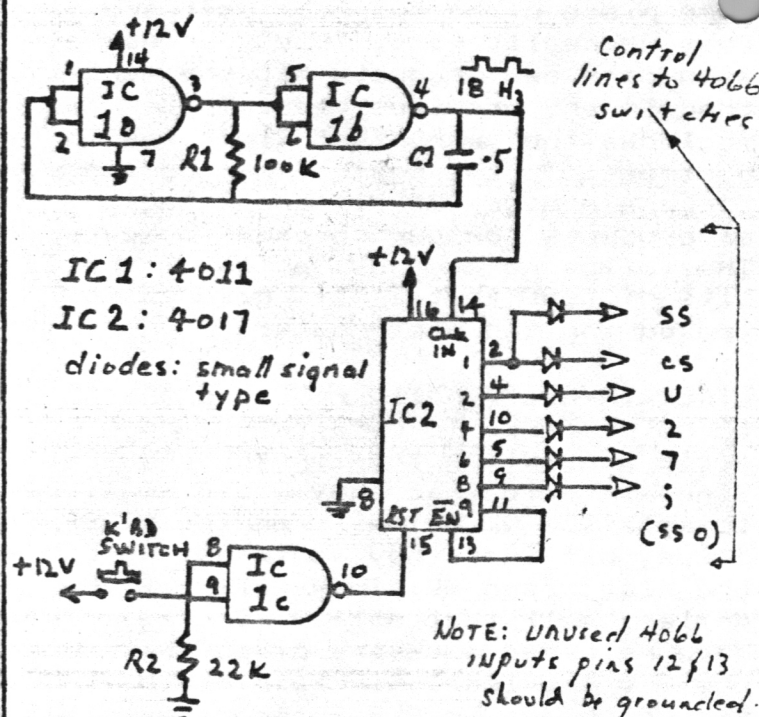 +12V
14
1
2
IC
1a
3
7
R1
100K
5
6
IC
1b
4
C1
.5
18 Hz
Control
lines to 4066
switches
IC1: 4011
IC2: 4017
diodes: small signal
type
+12V
16
14
Clk
IN
IC2
1
2
2
4
4
10
6
5
8
9
9
11
8
RST
EN
15
13
SS
cs
U
2
7
;
(SS 0)
K'BD
SWITCH
+12V
8
9
IC
1c
10
R2
22K
NOTE: unused 4066
inputs pins 12 & 13
should be grounded.